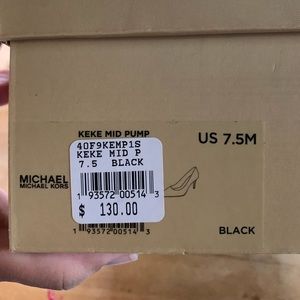 KEKE MID PUMP
US 7.5M
40F9KEMP1S
KEKE MID P
7.5 BLACK
MICHAEL
MICHAEL KORS
1 93572 00514 3
$ 130.00
1 93572 00514 3
BLACK